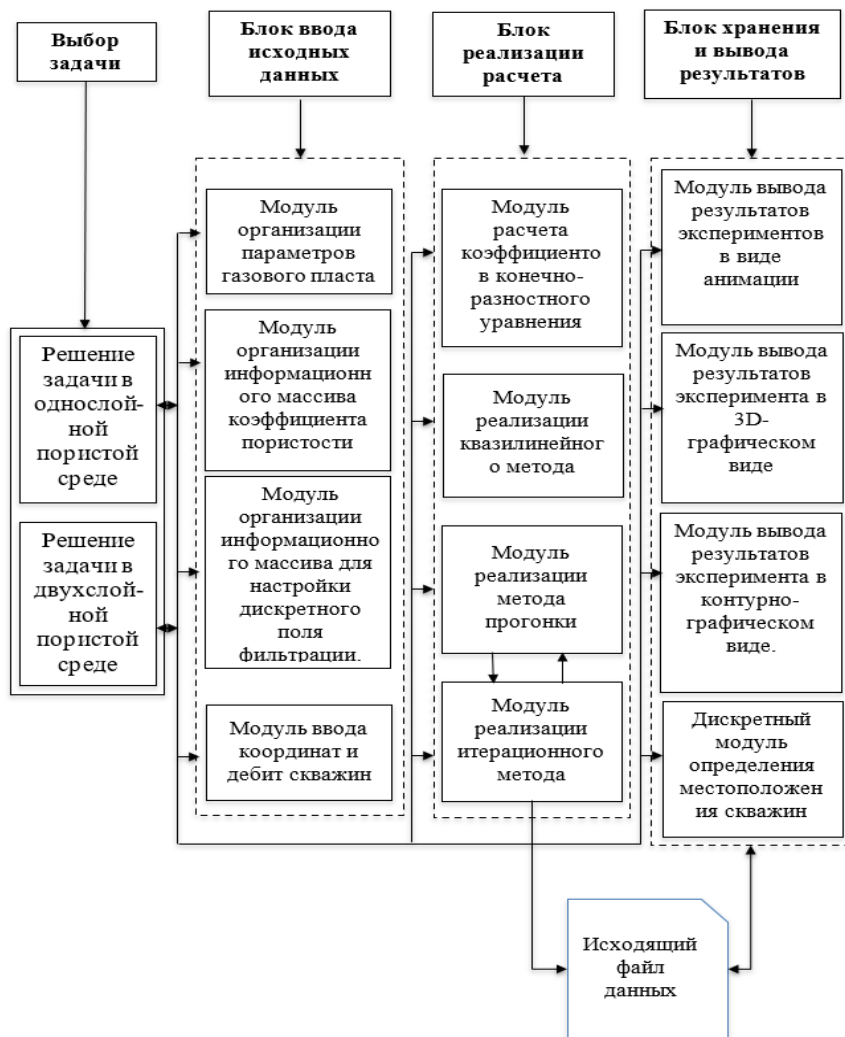 Выбор
задачи
Блок ввода
исходных
данных
Блок
реализации
расчета
Блок хранения
и вывода
результатов
Решение
задачи в
однослой-
ной
пористой
среде
Решение
задачи в
двухслой-
ной
пористой
среде
Модуль
организации
параметров
газового пласта
Модуль
организации
информационн
ого массива
коэффициента
пористости
Модуль
организации
информационно
го массива для
настройки
дискретного поля
фильтрации.
Модуль ввода
координат и
дебит скважин
Модуль
расчета
коэффициенто
в конечно-
разностного
уравнения
Модуль
реализации
квазилинейног
о метода
Модуль
реализации
метода
прогонки
Модуль
реализации
итерационного
метода
Модуль вывода
результатов
экспериментов
в виде
анимации
Модуль вывода
результатов
эксперимента в
3D-
графическом
виде
Модуль вывода
результатов
эксперимента в
контурно-
графическом
виде.
Дискретный
модуль
определения
местоположен
ия скважин
Исходящий
файл
данных